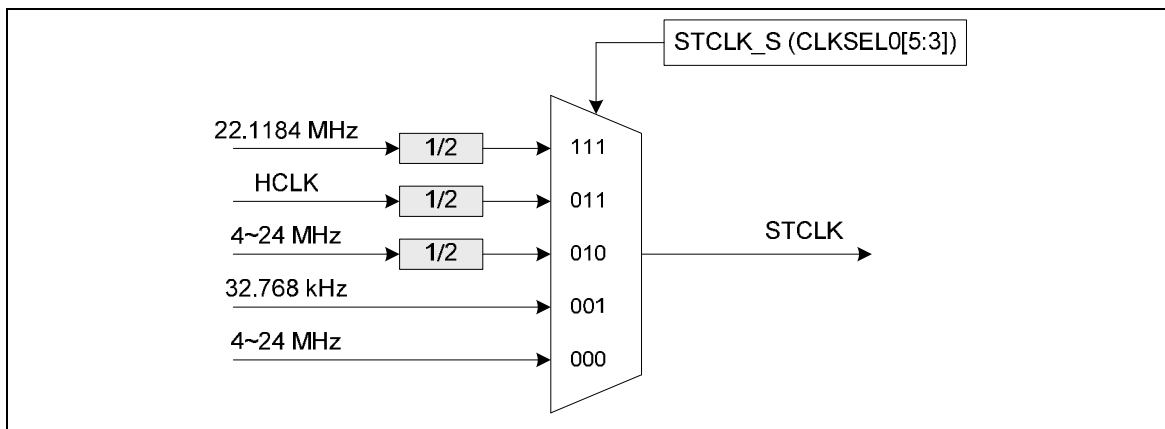 STCLK_S (CLKSEL0[5:3])
22.1184 MHz
1/2
111
HCLK
1/2
011
4~24 MHz
1/2
010
STCLK
32.768 kHz
001
4~24 MHz
000